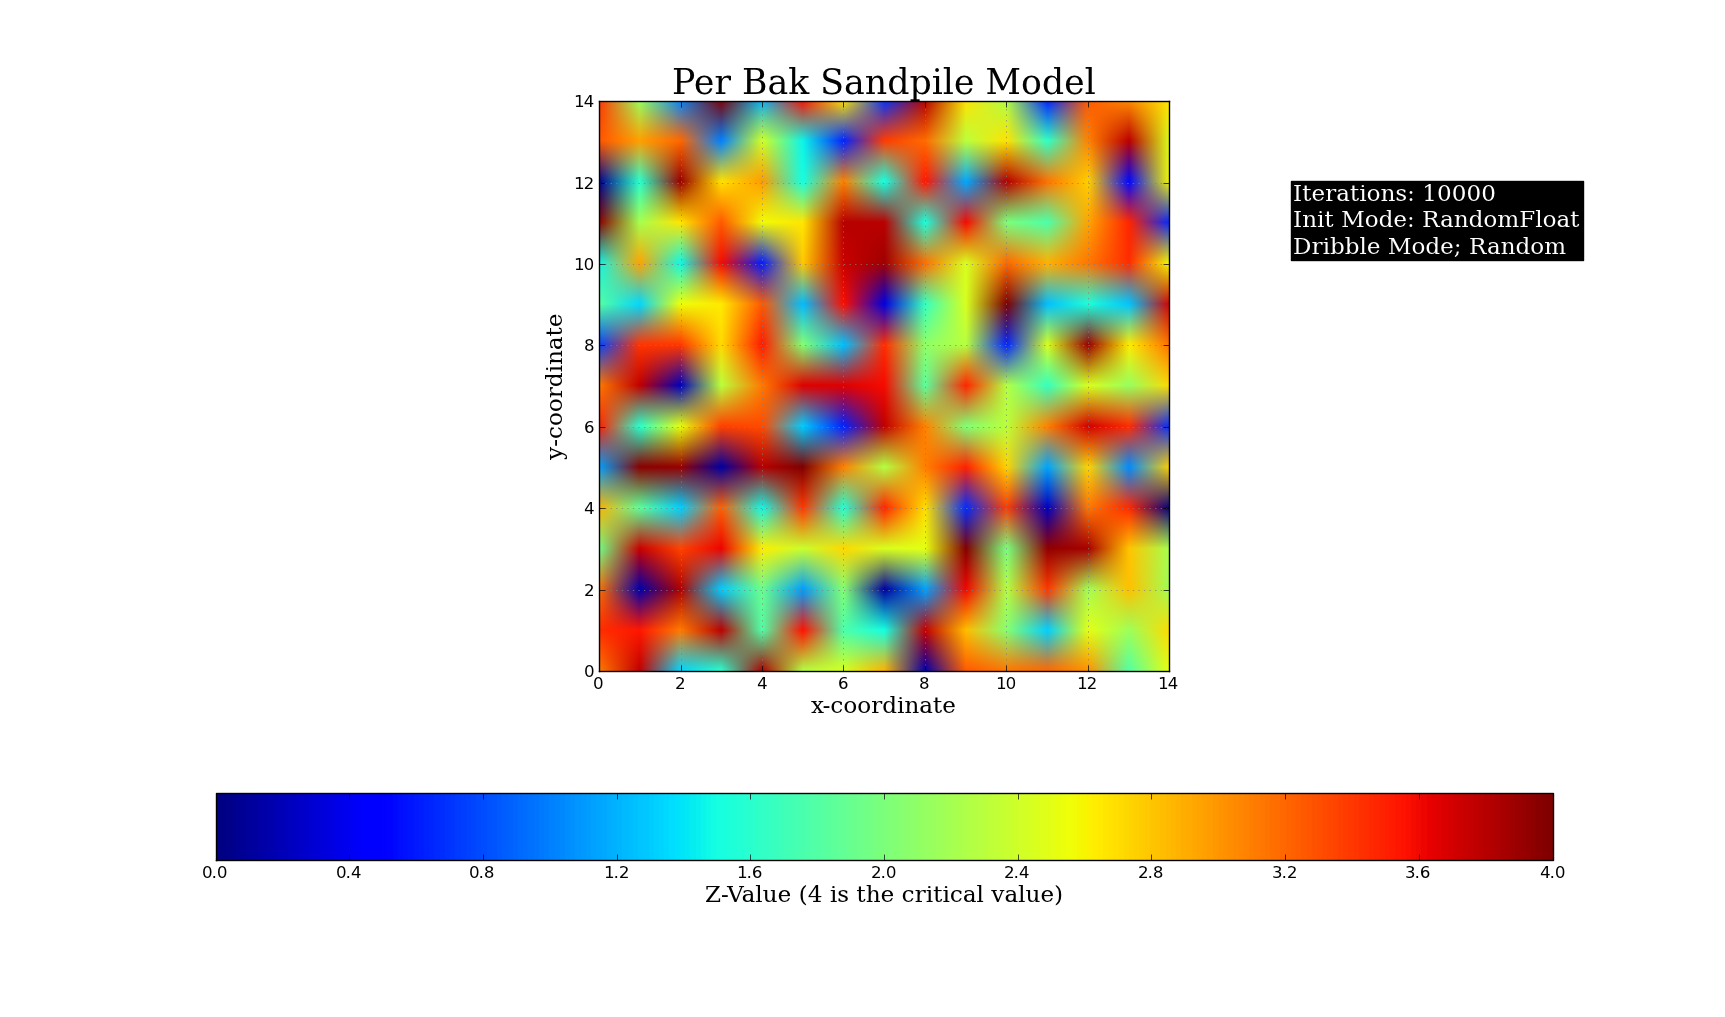 Per Bak Sandpile Model
14
12
10
8
6
4
2
0
y-coordinate
0 2 4 6 8 10 12 14
x-coordinate
Iterations: 10000
Init Mode: RandomFloat
Dribble Mode; Random
0.0 0.4 0.8 1.2 1.6 2.0 2.4 2.8 3.2 3.6 4.0
Z-Value (4 is the critical value)